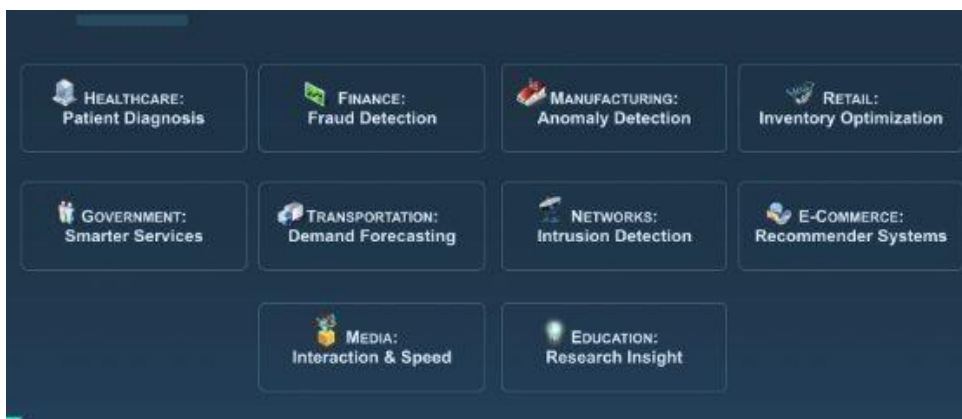 HEALTHCARE:
Patient Diagnosis
FINANCE:
Fraud Detection
MANUFACTURING:
Anomaly Detection
RETAIL:
Inventory Optimization
GOVERNMENT:
Smarter Services
TRANSPORTATION:
Demand Forecasting
NETWORKS:
Intrusion Detection
E-COMMERCE:
Recommender Systems
MEDIA:
Interaction & Speed
EDUCATION:
Research Insight